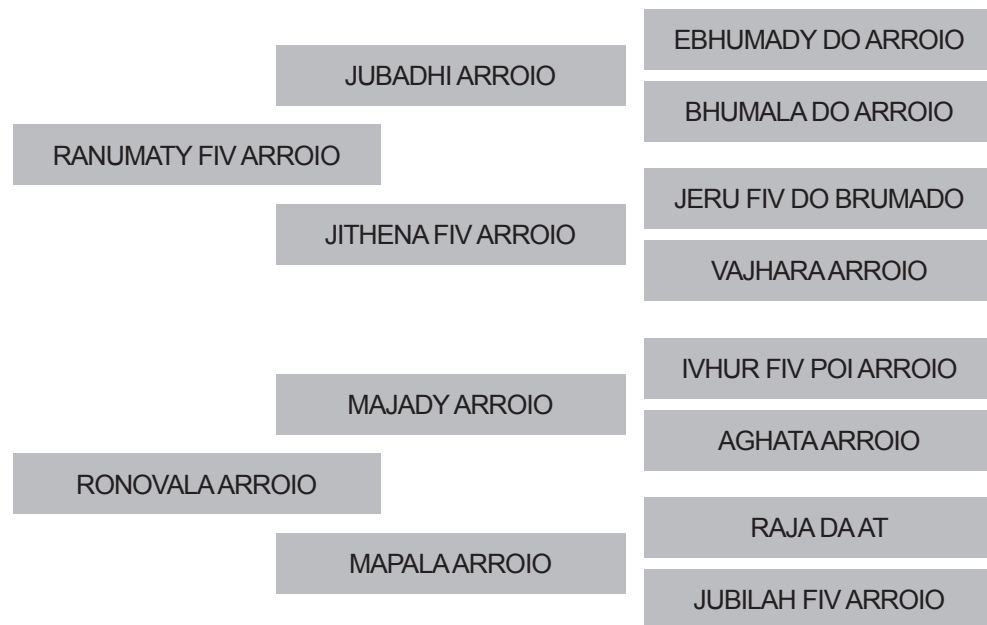 EBHUMADY DO ARROIO
JUBADHI ARROIO
BHUMALA DO ARROIO
RANUMATY FIV ARROIO
JERU FIV DO BRUMADO
JITHENA FIV ARROIO
VAJHARA ARROIO
IVHUR FIV POI ARROIO
MAJADY ARROIO
AGHATA ARROIO
RONOVALA ARROIO
RAJA DA AT
MAPALA ARROIO
JUBILAH FIV ARROIO